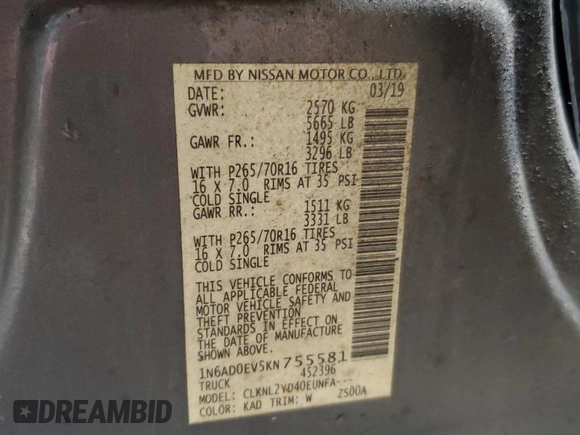 MFD BY NISSAN MOTOR CO., LTD.
DATE: 03/19
GVWR: 2570 KG
5665 LB
GAWR FR.: 1495 KG
3296 LB
WITH P265/70R16 TIRES
16 X 7.0 RIMS AT 35 PSI
COLD SINGLE
GAWR RR.: 1511 KG
3331 LB
WITH P265/70R16 TIRES
16 X 7.0 RIMS AT 35 PSI
COLD SINGLE
THIS VEHICLE CONFORMS TO
ALL APPLICABLE FEDERAL
MOTOR VEHICLE SAFETY AND
THEFT PREVENTION
STANDARDS IN EFFECT ON
THE DATE OF MANUFACTURE
SHOWN ABOVE.
1N6AD0EV5KN755581
TRUCK 452396
MODEL: CLKNL2YD40EUNFA---
COLOR: KAD TRIM: W ZS00A
BIDHISTORY.ORG